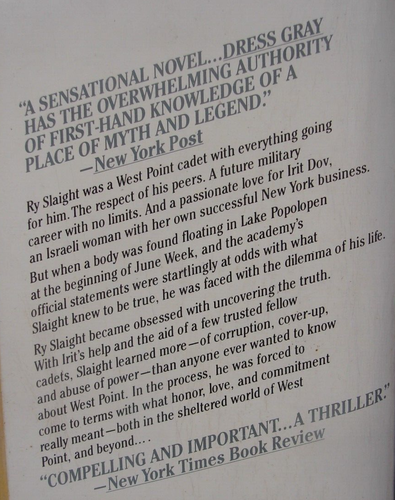 "A SENSATIONAL NOVEL...DRESS GRAY
HAS THE OVERWHELMING AUTHORITY
OF FIRST-HAND KNOWLEDGE OF A
PLACE OF MYTH AND LEGEND."
—New York Post
Ry Slaight was a West Point cadet with everything going
for him. The respect of his peers. A future military
career with no limits. And a passionate love for Irit Dov,
an Israeli woman with her own successful New York business.
But when a body was found floating in Lake Popolopen
at the beginning of June Week, and the academy's
official statements were startlingly at odds with what
Slaight knew to be true, he was faced with the dilemma of his life.
Ry Slaight became obsessed with uncovering the truth.
With Irit's help and the aid of a few trusted fellow
cadets, Slaight learned more—of corruption, cover-up,
and abuse of power—than anyone ever wanted to know
about West Point. In the process, he was forced to
come to terms with what honor, love, and commitment
really meant—both in the sheltered world of West
Point, and beyond....
"COMPELLING AND IMPORTANT...A THRILLER."
—New York Times Book Review